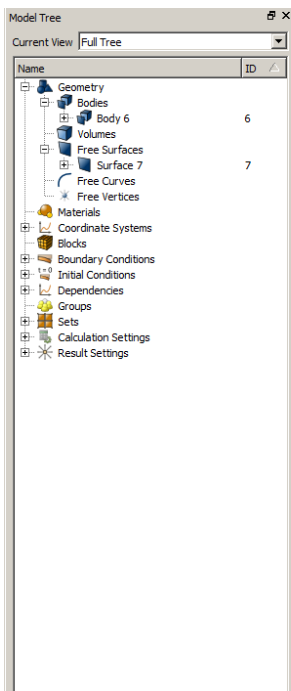 Model Tree
Current View Full Tree
Name ID
Geometry
Bodies
Body 6 6
Volumes
Free Surfaces
Surface 7 7
Free Curves
Free Vertices
Materials
Coordinate Systems
Blocks
Boundary Conditions
t=0 Initial Conditions
Dependencies
Groups
Sets
Calculation Settings
Result Settings